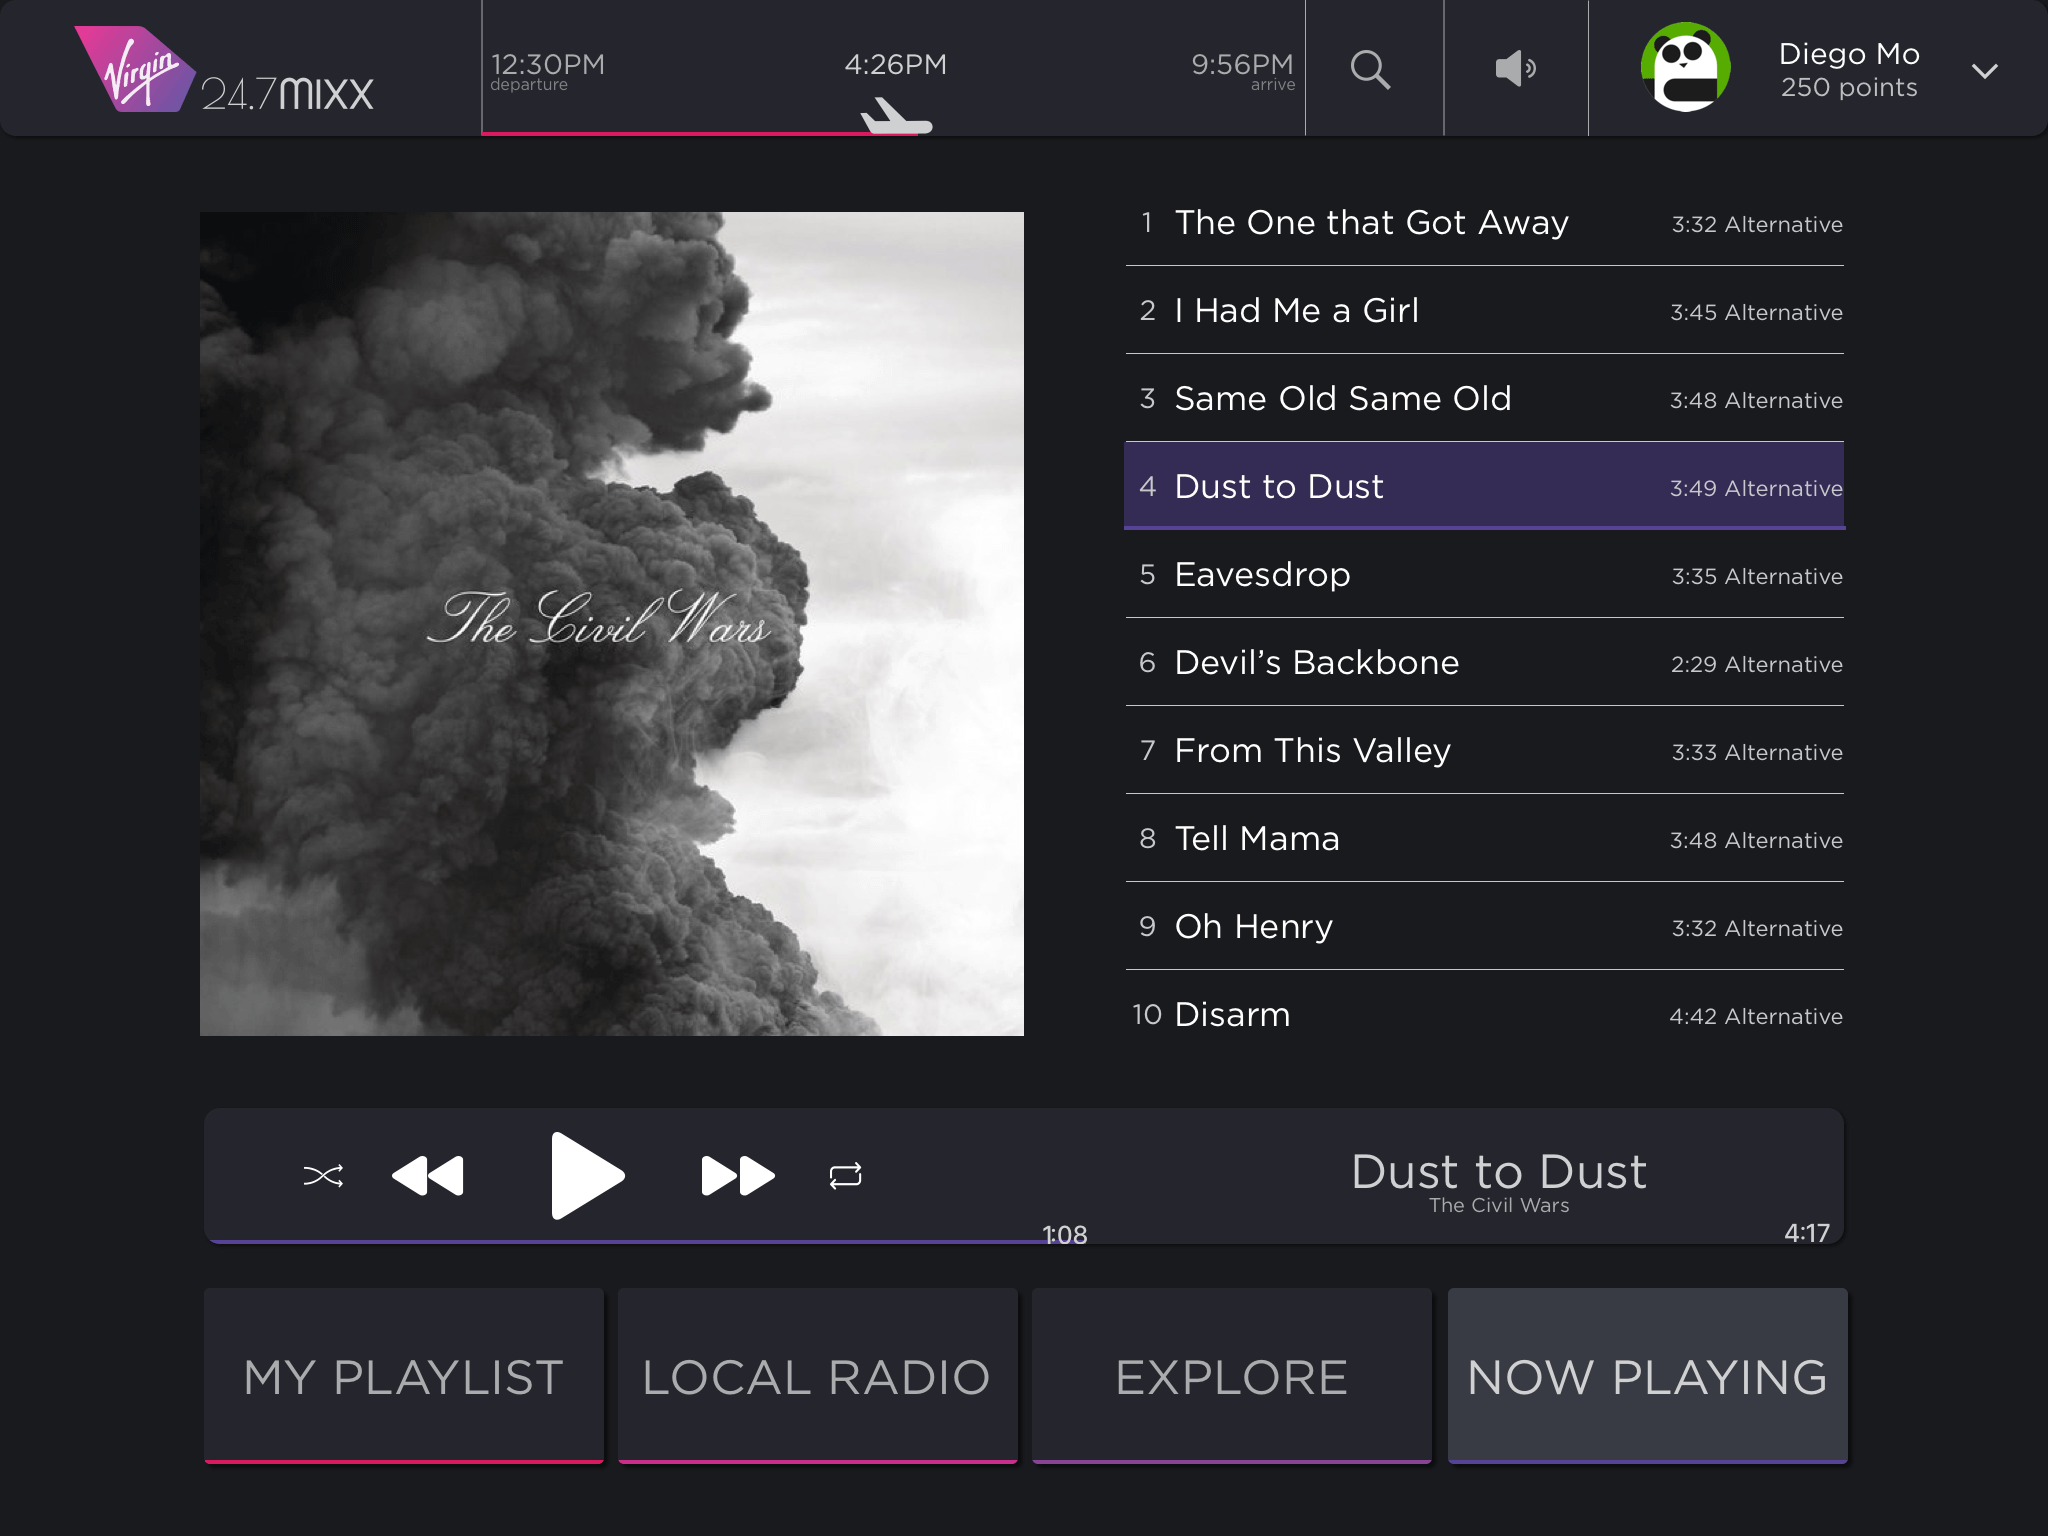 Virgin
24.7MIXX
12:30PM
departure
4:26PM
9:56PM
arrive
Diego Mo
250 points
The Civil Wars
1 The One that Got Away 3:32 Alternative
2 I Had Me a Girl 3:45 Alternative
3 Same Old Same Old 3:48 Alternative
4 Dust to Dust 3:49 Alternative
5 Eavesdrop 3:35 Alternative
6 Devil’s Backbone 2:29 Alternative
7 From This Valley 3:33 Alternative
8 Tell Mama 3:48 Alternative
9 Oh Henry 3:32 Alternative
10 Disarm 4:42 Alternative
Dust to Dust
The Civil Wars
1:08
4:17
MY PLAYLIST
LOCAL RADIO
EXPLORE
NOW PLAYING